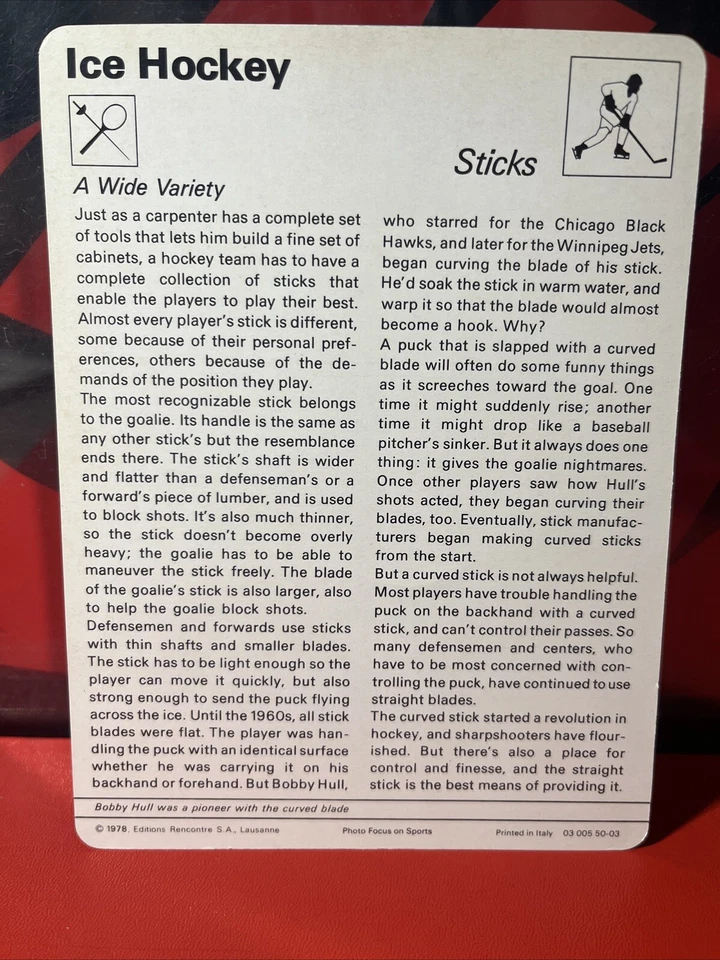 Ice Hockey
Sticks
A Wide Variety
Just as a carpenter has a complete set
of tools that lets him build a fine set of
cabinets, a hockey team has to have a
complete collection of sticks that
enable the players to play their best.
Almost every player's stick is different,
some because of their personal pref-
erences, others because of the de-
mands of the position they play.
The most recognizable stick belongs
to the goalie. Its handle is the same as
any other stick's but the resemblance
ends there. The stick's shaft is wider
and flatter than a defenseman's or a
forward's piece of lumber, and is used
to block shots. It's also much thinner,
so the stick doesn't become overly
heavy; the goalie has to be able to
maneuver the stick freely. The blade
of the goalie's stick is also larger, also
to help the goalie block shots.
Defensemen and forwards use sticks
with thin shafts and smaller blades.
The stick has to be light enough so the
player can move it quickly, but also
strong enough to send the puck flying
across the ice. Until the 1960s, all stick
blades were flat. The player was han-
dling the puck with an identical surface
whether he was carrying it on his
backhand or forehand. But Bobby Hull,
who starred for the Chicago Black
Hawks, and later for the Winnipeg Jets,
began curving the blade of his stick.
He'd soak the stick in warm water, and
warp it so that the blade would almost
become a hook. Why?
A puck that is slapped with a curved
blade will often do some funny things
as it screeches toward the goal. One
time it might suddenly rise; another
time it might drop like a baseball
pitcher's sinker. But it always does one
thing: it gives the goalie nightmares.
Once other players saw how Hull's
shots acted, they began curving their
blades, too. Eventually, stick manufac-
turers began making curved sticks
from the start.
But a curved stick is not always helpful.
Most players have trouble handling the
puck on the backhand with a curved
stick, and can't control their passes. So
many defensemen and centers, who
have to be most concerned with con-
trolling the puck, have continued to use
straight blades.
The curved stick started a revolution in
hockey, and sharpshooters have flour-
ished. But there's also a place for
control and finesse, and the straight
stick is the best means of providing it.
Bobby Hull was a pioneer with the curved blade
© 1978, Editions Rencontre S.A., Lausanne
Photo Focus on Sports
Printed in Italy 03 005 50-03